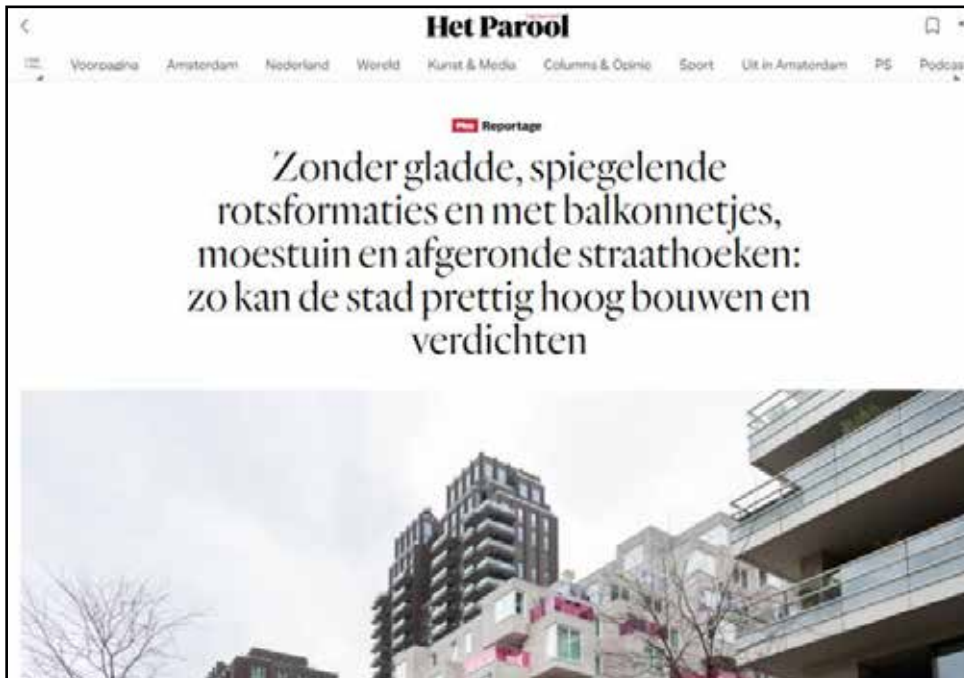 Het Parool
Voorpagina Amsterdam Nederland Wereld Kunst & Media Columns & Opinie Sport Uit in Amsterdam PS Podcas
Plus Reportage
Zonder gladde, spiegelende
rotsformaties en met balkonnetjes,
moestuin en afgeronde straathoeken:
zo kan de stad prettig hoog bouwen en
verdichten